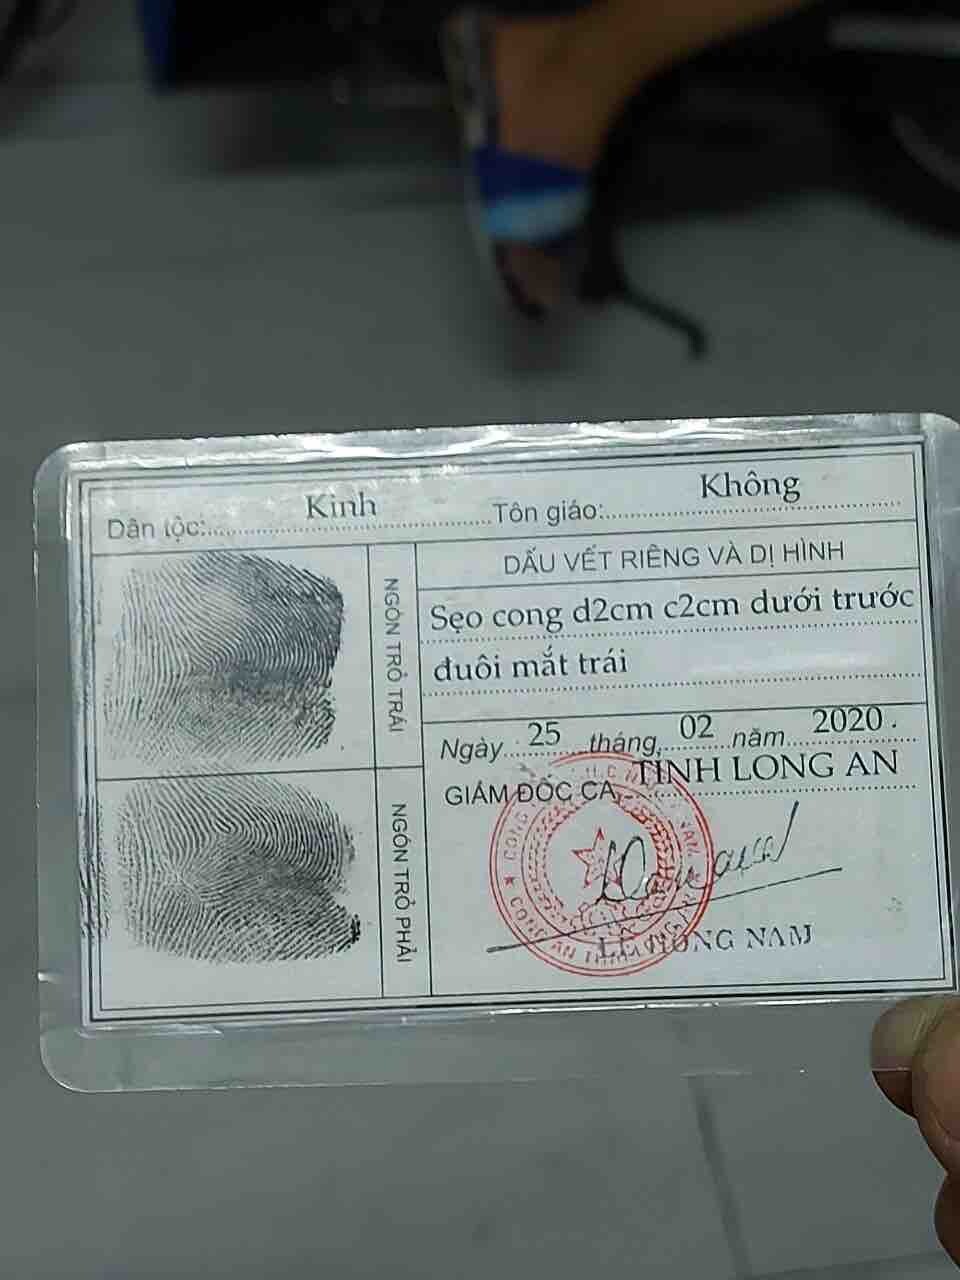 Dân tộc: Kinh Tôn giáo: Không
NGÓN TRỎ TRÁI
DẤU VẾT RIÊNG VÀ DỊ HÌNH
Sẹo cong d2cm c2cm dưới trước
đuôi mắt trái
NGÓN TRỎ PHẢI
Ngày 25 tháng 02 năm 2020
GIÁM ĐỐC CA TỈNH LONG AN
LÊ HỒNG NAM